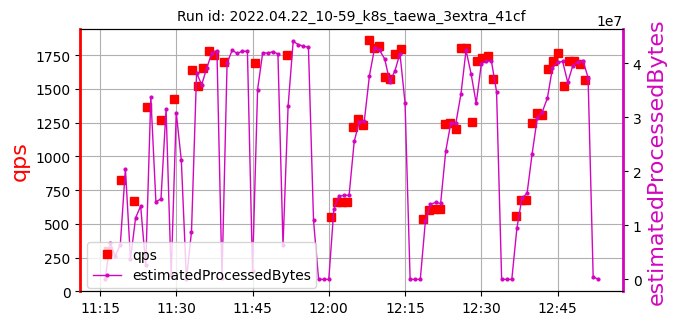 Run id: 2022.04.22_10-59_k8s_taewa_3extra_41cf
1e7
qps
1750
1500
1250
1000
750
500
250
0
4
3
2
1
0
estimatedProcessedBytes
qps
estimatedProcessedBytes
11:15 11:30 11:45 12:00 12:15 12:30 12:45